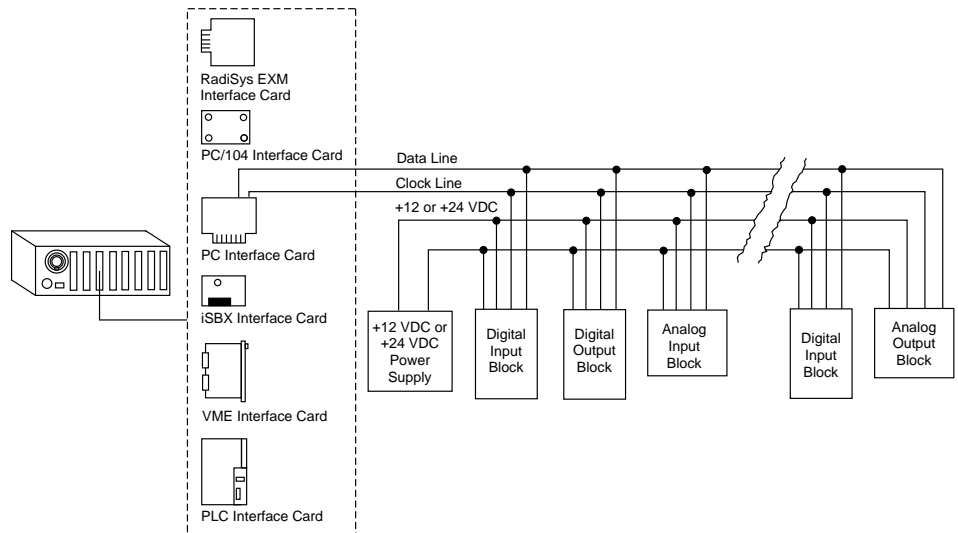 RadiSys EXM
Interface Card
PC/104 Interface Card
PC Interface Card
iSBX Interface Card
VME Interface Card
PLC Interface Card
Data Line
Clock Line
+12 or +24 VDC
+12 VDC or
+24 VDC
Power
Supply
Digital
Input
Block
Digital
Output
Block
Analog
Input
Block
Digital
Input
Block
Analog
Output
Block